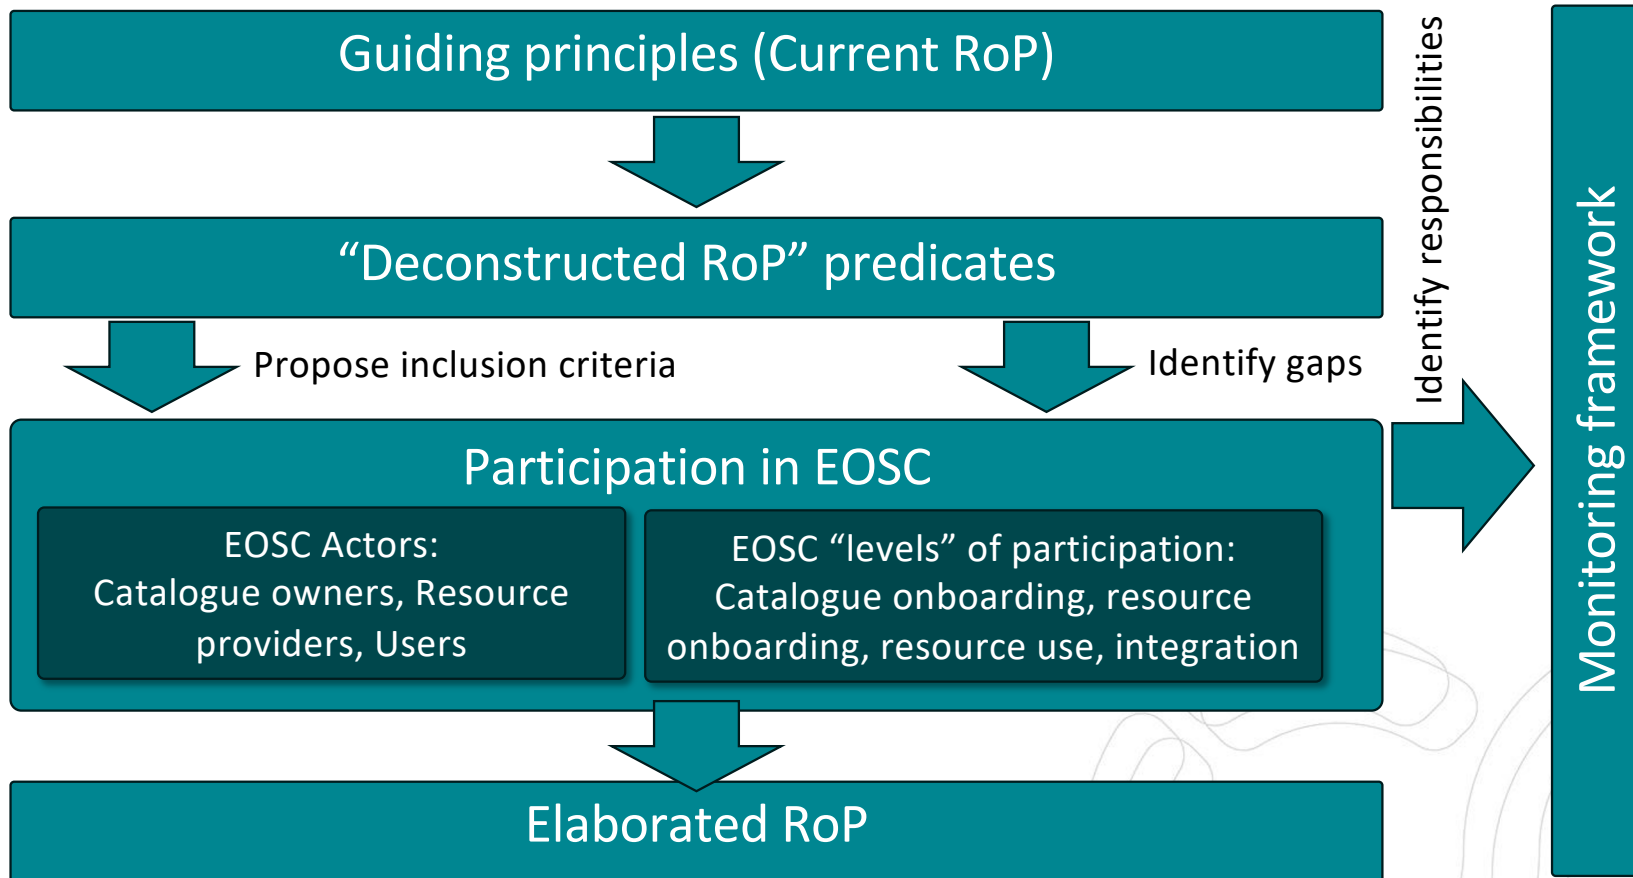 Guiding principles (Current RoP)
“Deconstructed RoP” predicates
Propose inclusion criteria
Identify gaps
Participation in EOSC
EOSC Actors:
Catalogue owners, Resource
providers, Users
EOSC “levels” of participation:
Catalogue onboarding, resource
onboarding, resource use, integration
Elaborated RoP
Identify responsibilities
Monitoring framework